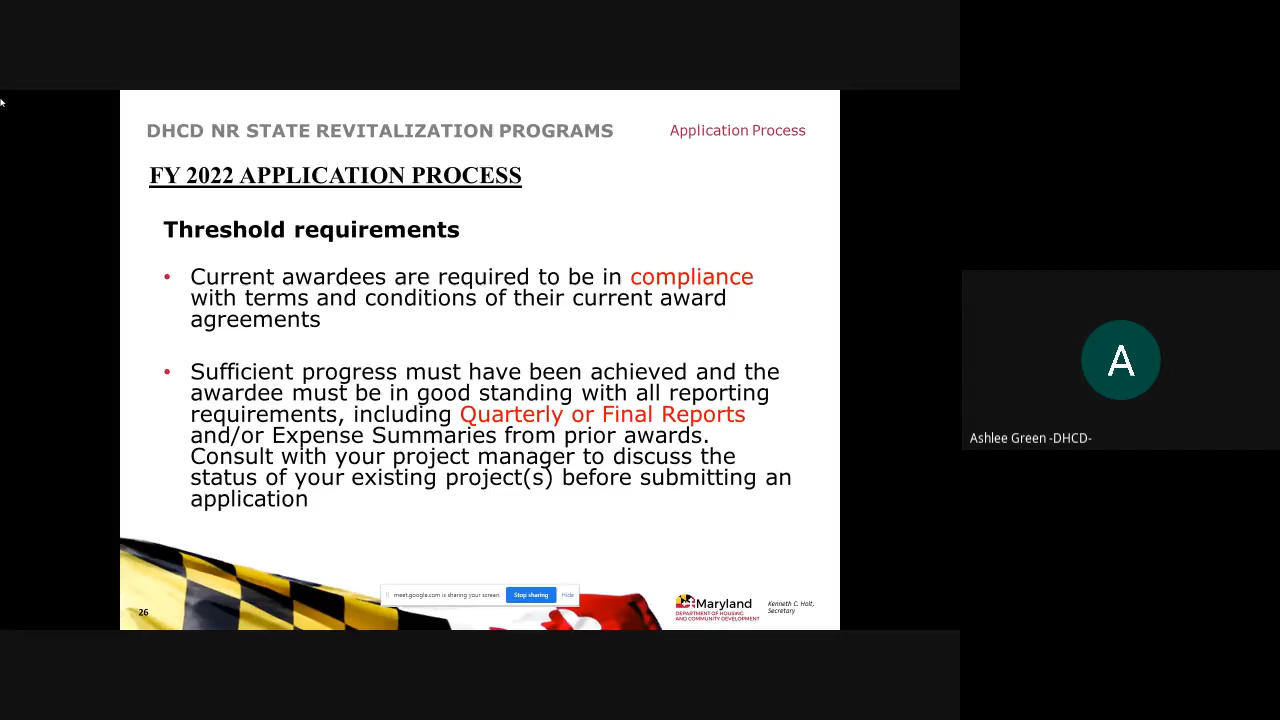 DHCD NR STATE REVITALIZATION PROGRAMS
Application Process
FY 2022 APPLICATION PROCESS
Threshold requirements
• Current awardees are required to be in compliance
with terms and conditions of their current award
agreements
• Sufficient progress must have been achieved and the
awardee must be in good standing with all reporting
requirements, including Quarterly or Final Reports
and/or Expense Summaries from prior awards.
Consult with your project manager to discuss the
status of your existing project(s) before submitting an
application
meet.google.com is sharing your screen.
Stop sharing
Hide
26
Maryland
DEPARTMENT OF HOUSING
AND COMMUNITY DEVELOPMENT
Kenneth C. Holt,
Secretary
A
Ashlee Green -DHCD-